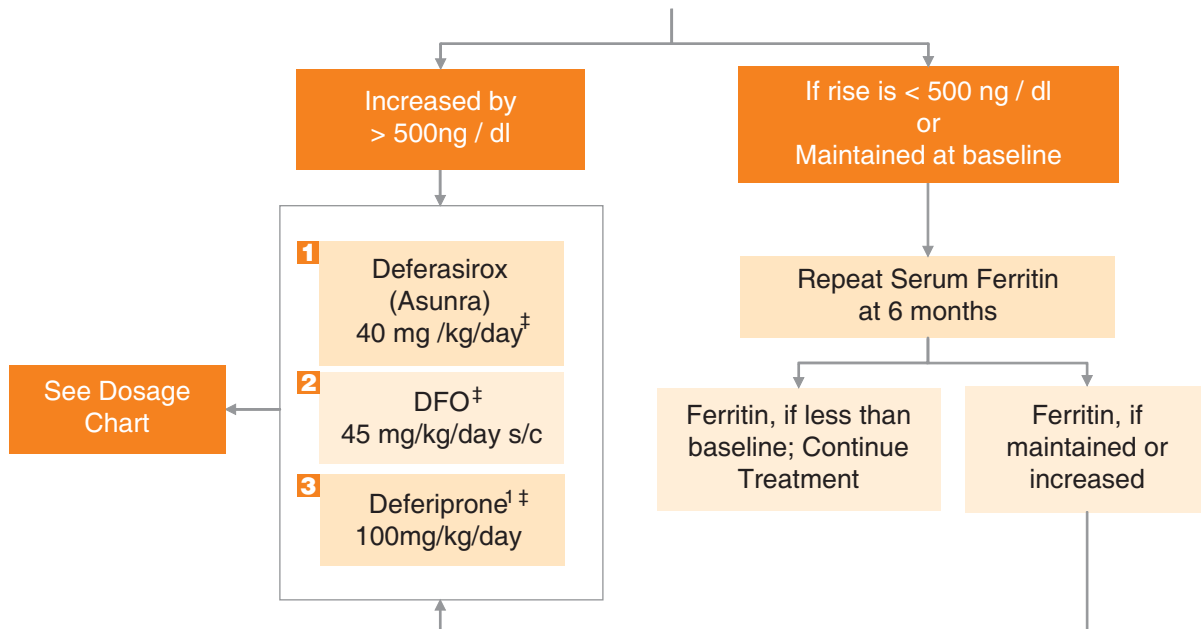 Increased by
> 500ng / dl
If rise is < 500 ng / dl
or
Maintained at baseline
1
Deferasirox
(Asunra)
40 mg /kg/day‡
2
DFO‡
45 mg/kg/day s/c
3
Deferiprone1 ‡
100mg/kg/day
See Dosage
Chart
Repeat Serum Ferritin
at 6 months
Ferritin, if less than
baseline; Continue
Treatment
Ferritin, if
maintained or
increased